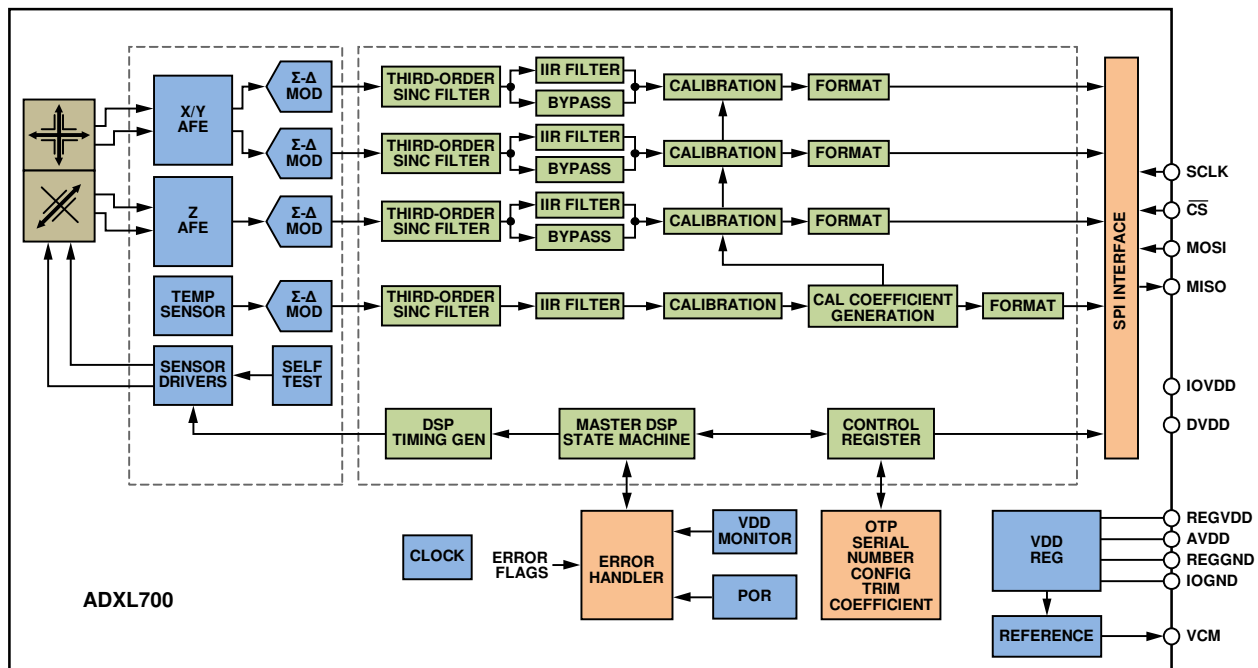 X/Y
AFE
Σ-Δ
MOD
THIRD-ORDER
SINC FILTER
IIR FILTER
BYPASS
CALIBRATION
FORMAT
Σ-Δ
MOD
THIRD-ORDER
SINC FILTER
IIR FILTER
BYPASS
CALIBRATION
FORMAT
Z
AFE
Σ-Δ
MOD
THIRD-ORDER
SINC FILTER
IIR FILTER
BYPASS
CALIBRATION
FORMAT
TEMP
SENSOR
Σ-Δ
MOD
THIRD-ORDER
SINC FILTER
IIR FILTER
CALIBRATION
CAL COEFFICIENT
GENERATION
FORMAT
SENSOR
DRIVERS
SELF
TEST
DSP
TIMING GEN
MASTER DSP
STATE MACHINE
CONTROL
REGISTER
SPI INTERFACE
SCLK
C̅S̅
MOSI
MISO
IOVDD
DVDD
CLOCK
ERROR
FLAGS
ERROR
HANDLER
VDD
MONITOR
POR
OTP
SERIAL
NUMBER
CONFIG
TRIM
COEFFICIENT
VDD
REG
REGVDD
AVDD
REGGND
IOGND
REFERENCE
VCM
ADXL700